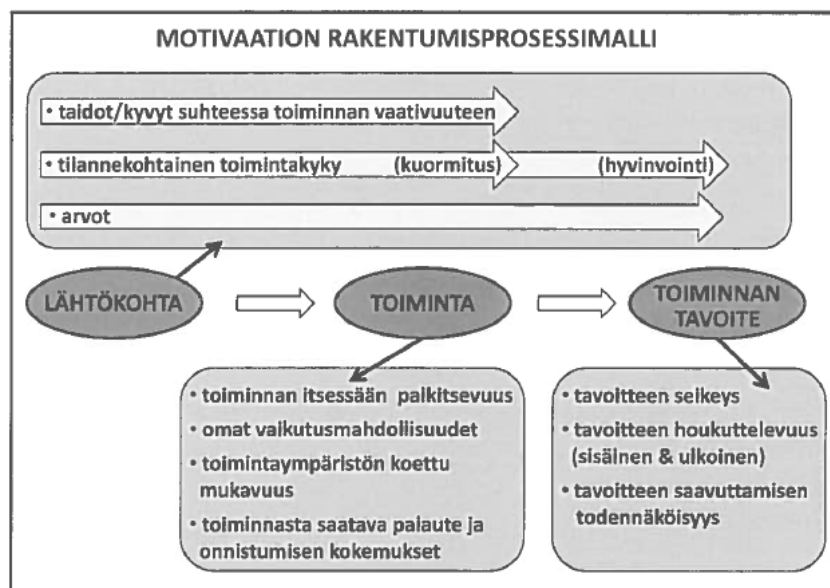 MOTIVAATION RAKENTUMISPROSESSIMALLI
• taidot/kyvyt suhteessa toiminnan vaativuuteen
• tilannekohtainen toimintakyky (kuormitus) (hyvinvointi)
• arvot
LÄHTÖKOHTA
TOIMINTA
TOIMINNAN
TAVOITE
• toiminnan itsessään palkitsevuus
• omat vaikutusmahdollisuudet
• toimintaympäristön koettu
mukavuus
• toiminnasta saatava palaute ja
onnistumisen kokemukset
• tavoitteen selkeys
• tavoitteen houkuttelevuus
(sisäinen & ulkoinen)
• tavoitteen saavuttamisen
todennäköisyys